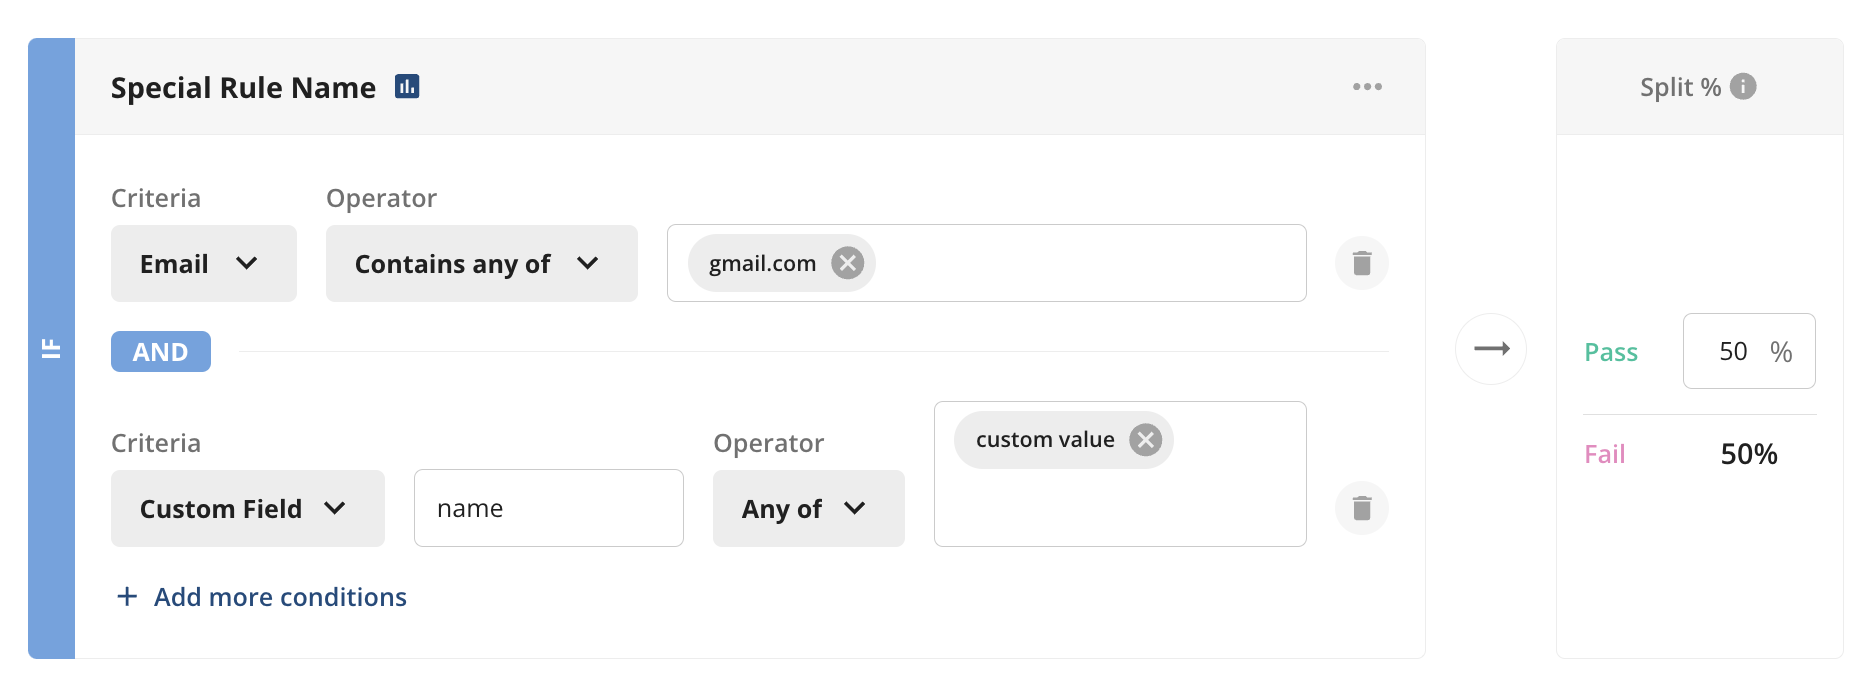 IF
Special Rule Name
Criteria
Operator
Email
Contains any of
gmail.com
AND
Criteria
Operator
Custom Field
name
Any of
custom value
+ Add more conditions
Split %
Pass
50 %
Fail
50%